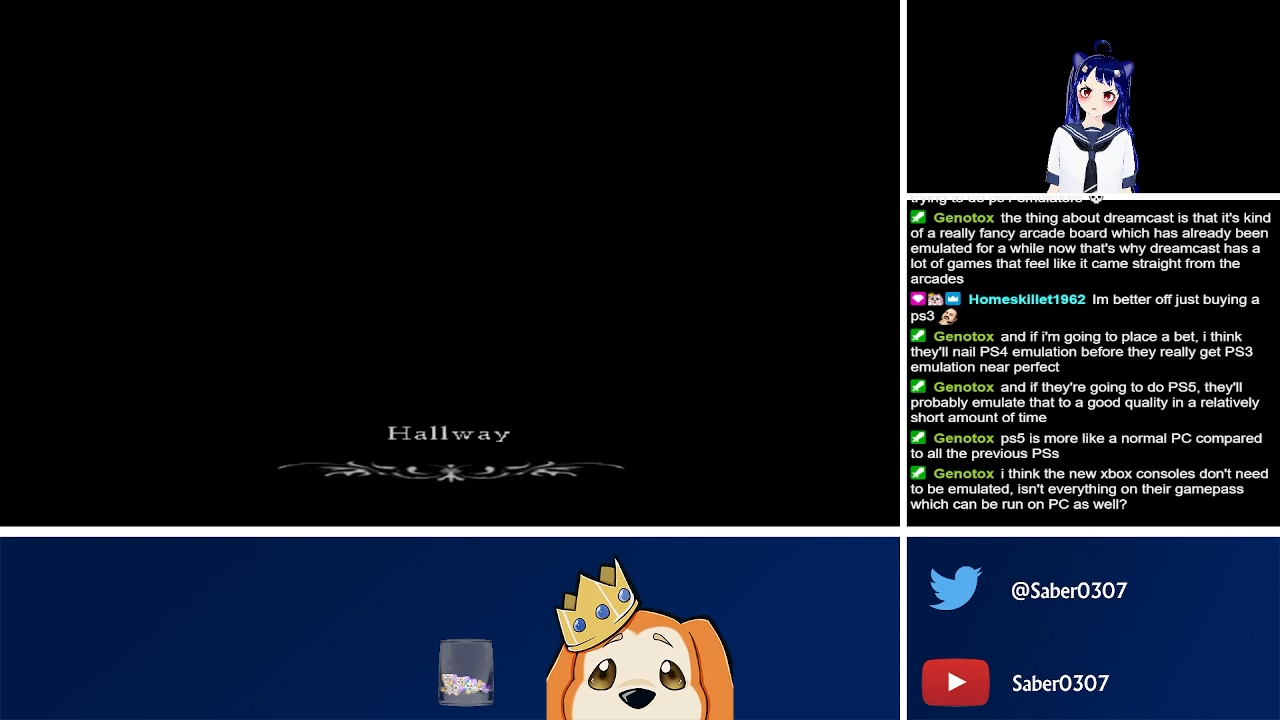 Hallway
Genotox the thing about dreamcast is that it's kind
of a really fancy arcade board which has already been
emulated for a while now that's why dreamcast has a
lot of games that feel like it came straight from the
arcades
Homeskillet1962 Im better off just buying a
ps3
Genotox and if i'm going to place a bet, i think
they'll nail PS4 emulation before they really get PS3
emulation near perfect
Genotox and if they're going to do PS5, they'll
probably emulate that to a good quality in a relatively
short amount of time
Genotox ps5 is more like a normal PC compared
to all the previous PSs
Genotox i think the new xbox consoles don't need
to be emulated, isn't everything on their gamepass
which can be run on PC as well?
@Saber0307
Saber0307